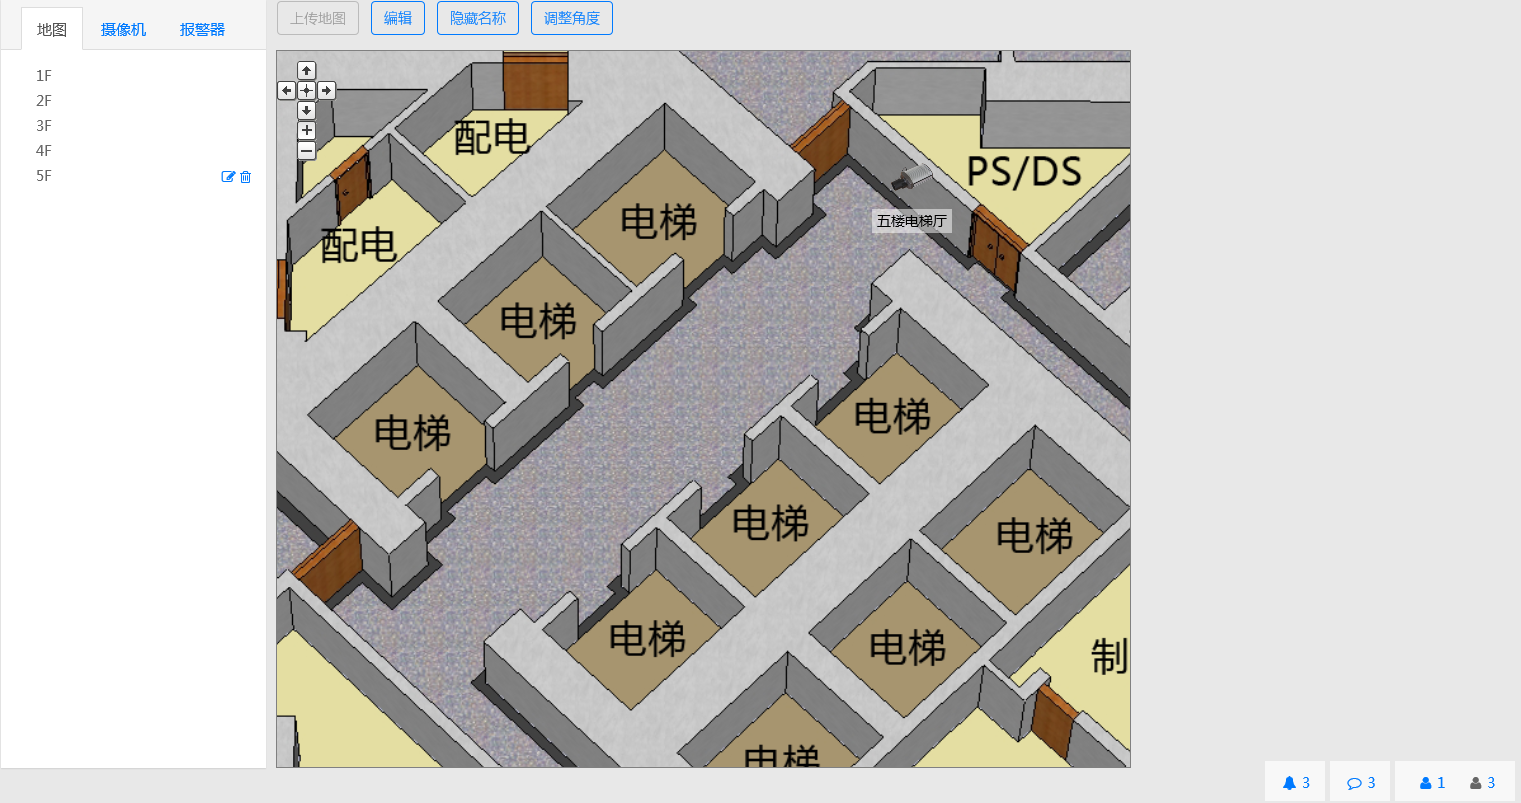 地图 摄像机 报警器
上传地图 编辑 隐藏名称 调整角度
1F
2F
3F
4F
5F
配电
PS/DS
配电
电梯
五楼电梯厅
电梯
电梯
电梯
电梯
电梯
电梯
电梯
制
电梯
3 3 1 3